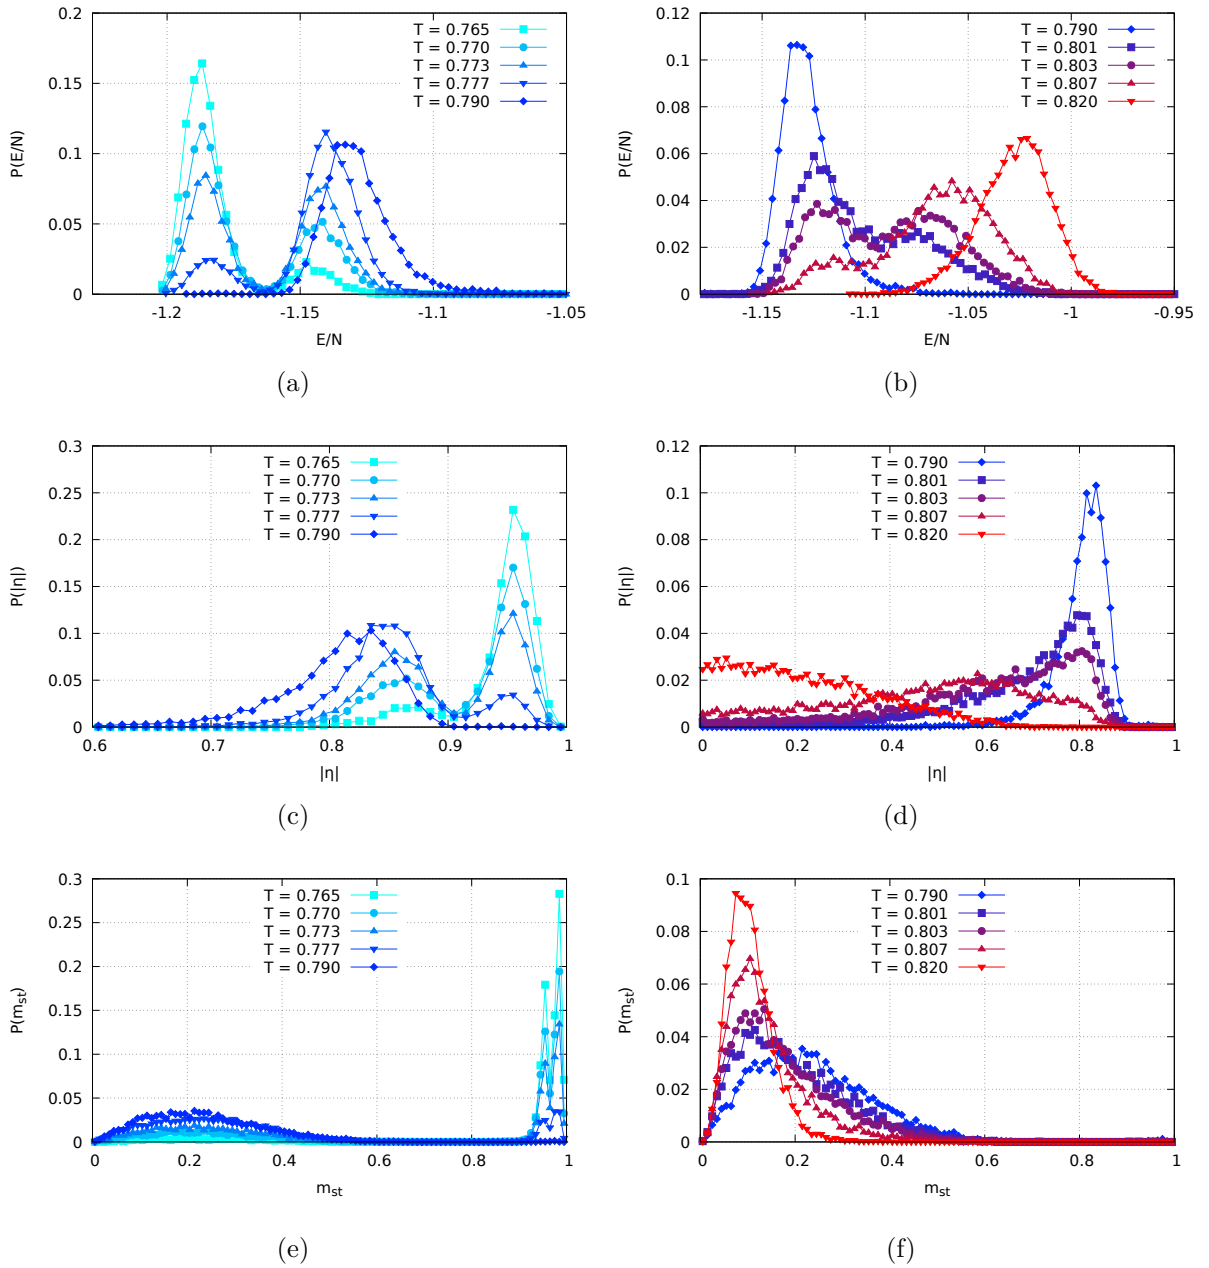 P(E/N)
0.2
0.15
0.1
0.05
0
-1.2
-1.15
-1.1
-1.05
E/N
T = 0.765
T = 0.770
T = 0.773
T = 0.777
T = 0.790
(a)
P(E/N)
0.12
0.1
0.08
0.06
0.04
0.02
0
-1.15
-1.1
-1.05
-1
-0.95
E/N
T = 0.790
T = 0.801
T = 0.803
T = 0.807
T = 0.820
(b)
P(|η|)
0.3
0.25
0.2
0.15
0.1
0.05
0
0.6
0.7
0.8
0.9
1
|η|
T = 0.765
T = 0.770
T = 0.773
T = 0.777
T = 0.790
(c)
P(|η|)
0.12
0.1
0.08
0.06
0.04
0.02
0
0
0.2
0.4
0.6
0.8
1
|η|
T = 0.790
T = 0.801
T = 0.803
T = 0.807
T = 0.820
(d)
P(mst)
0.3
0.25
0.2
0.15
0.1
0.05
0
0
0.2
0.4
0.6
0.8
1
mst
T = 0.765
T = 0.770
T = 0.773
T = 0.777
T = 0.790
(e)
P(mst)
0.1
0.08
0.06
0.04
0.02
0
0
0.2
0.4
0.6
0.8
1
mst
T = 0.790
T = 0.801
T = 0.803
T = 0.807
T = 0.820
(f)